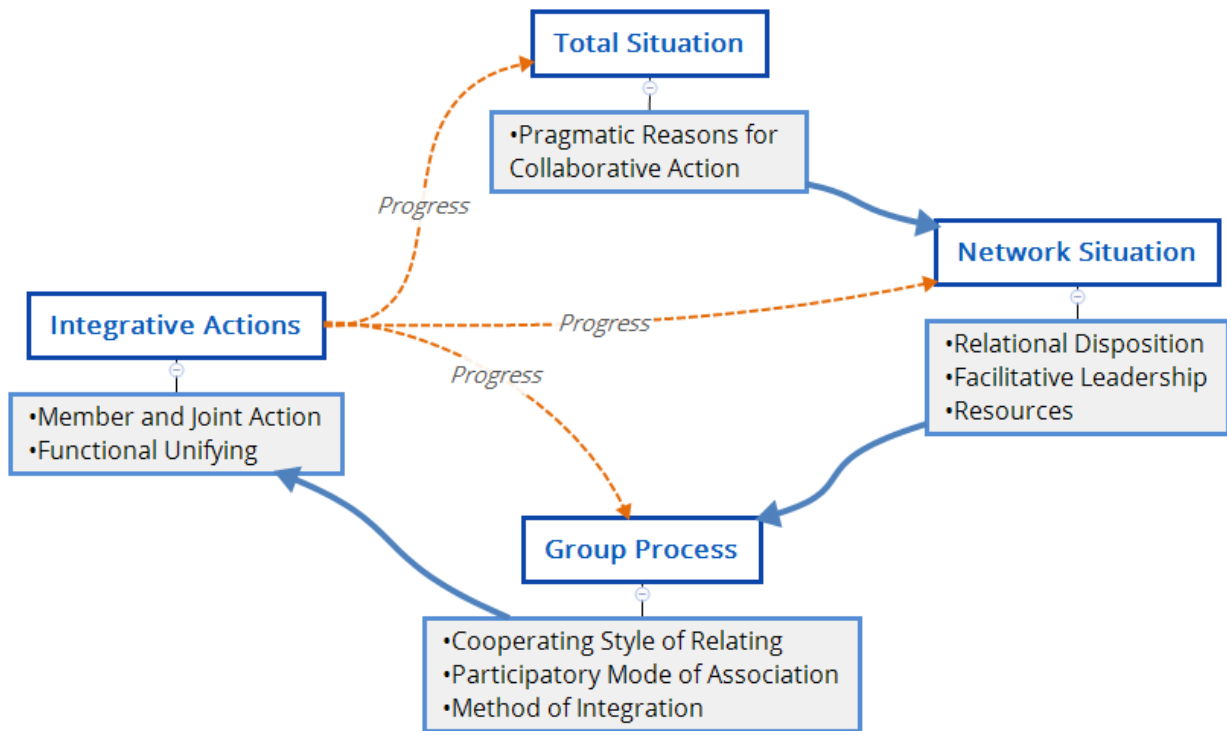 Total Situation
•Pragmatic Reasons for
Collaborative Action
Progress
Network Situation
•Relational Disposition
•Facilitative Leadership
•Resources
Integrative Actions
Progress
Progress
•Member and Joint Action
•Functional Unifying
Group Process
•Cooperating Style of Relating
•Participatory Mode of Association
•Method of Integration